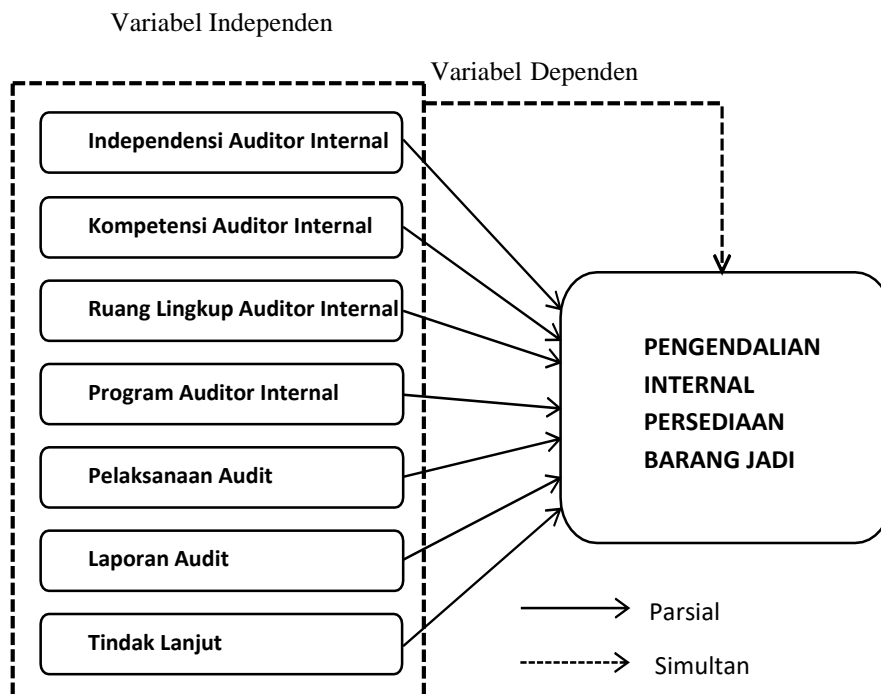 Variabel Independen
Variabel Dependen
Independensi Auditor Internal
Kompetensi Auditor Internal
Ruang Lingkup Auditor Internal
Program Auditor Internal
Pelaksanaan Audit
Laporan Audit
Tindak Lanjut
PENGENDALIAN
INTERNAL
PERSEDIAAN
BARANG JADI
Parsial
Simultan